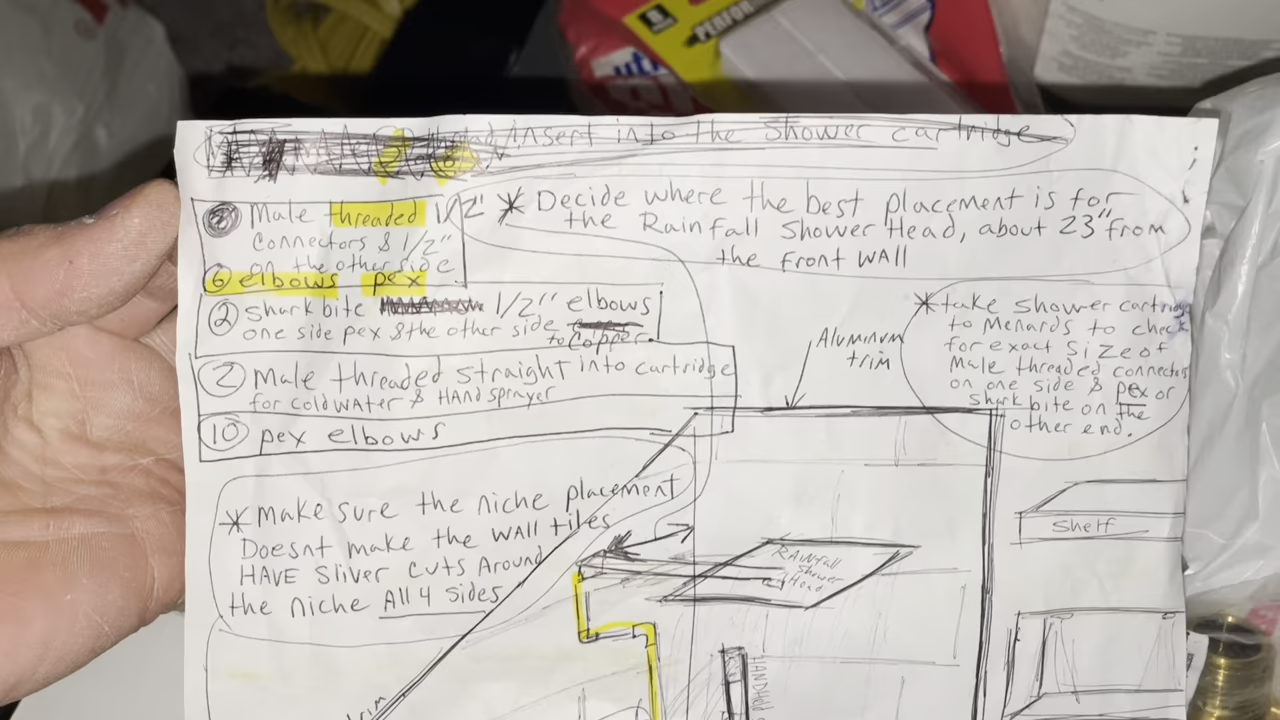 insert into the shower cartridge
Male threaded 1/2"
connectors & 1/2"
on the other side
6 elbows pex
2 shark bite 1/2" elbows
one side pex & the other side
to copper.
2 Male threaded straight into cartridge
for cold water & HAND sprayer
10 pex elbows
* Decide where the best placement is for
the Rainfall Shower Head, about 23" from
the front WALL
* take shower cartridge
to Menards to check
for exact size of
Male threaded connectors
on one side & pex or
shark bite on the
other end.
Aluminum
trim
* Make sure the niche placement
Doesnt make the WALL tiles
HAVE Sliver cuts Around
the niche All 4 sides
RAINfall
Shower
Head
Shelf
HANDHeld
trim
PERFOR